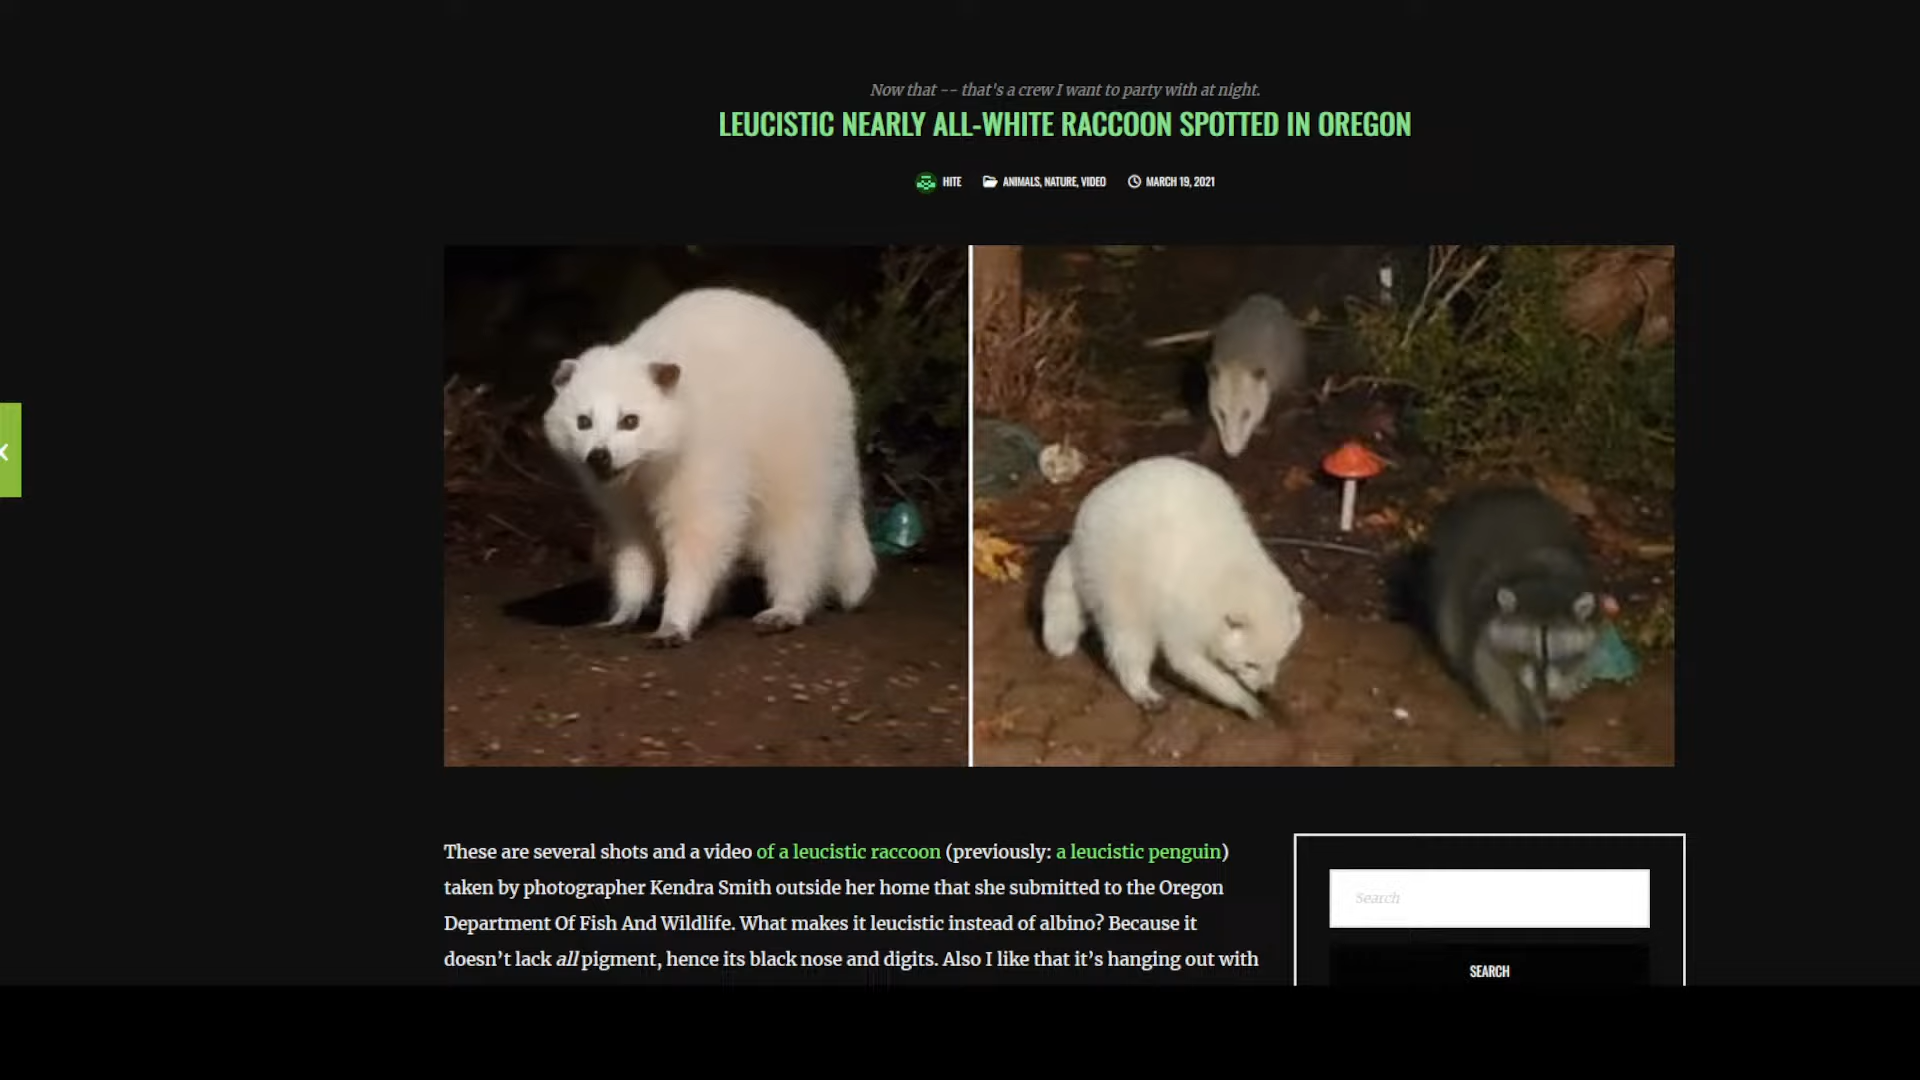 Now that -- that's a crew I want to party with at night.
LEUCISTIC NEARLY ALL-WHITE RACCOON SPOTTED IN OREGON
HITE ANIMALS, NATURE, VIDEO MARCH 19, 2021
These are several shots and a video of a leucistic raccoon (previously: a leucistic penguin)
taken by photographer Kendra Smith outside her home that she submitted to the Oregon
Department Of Fish And Wildlife. What makes it leucistic instead of albino? Because it
doesn’t lack all pigment, hence its black nose and digits. Also I like that it’s hanging out with
Search
SEARCH